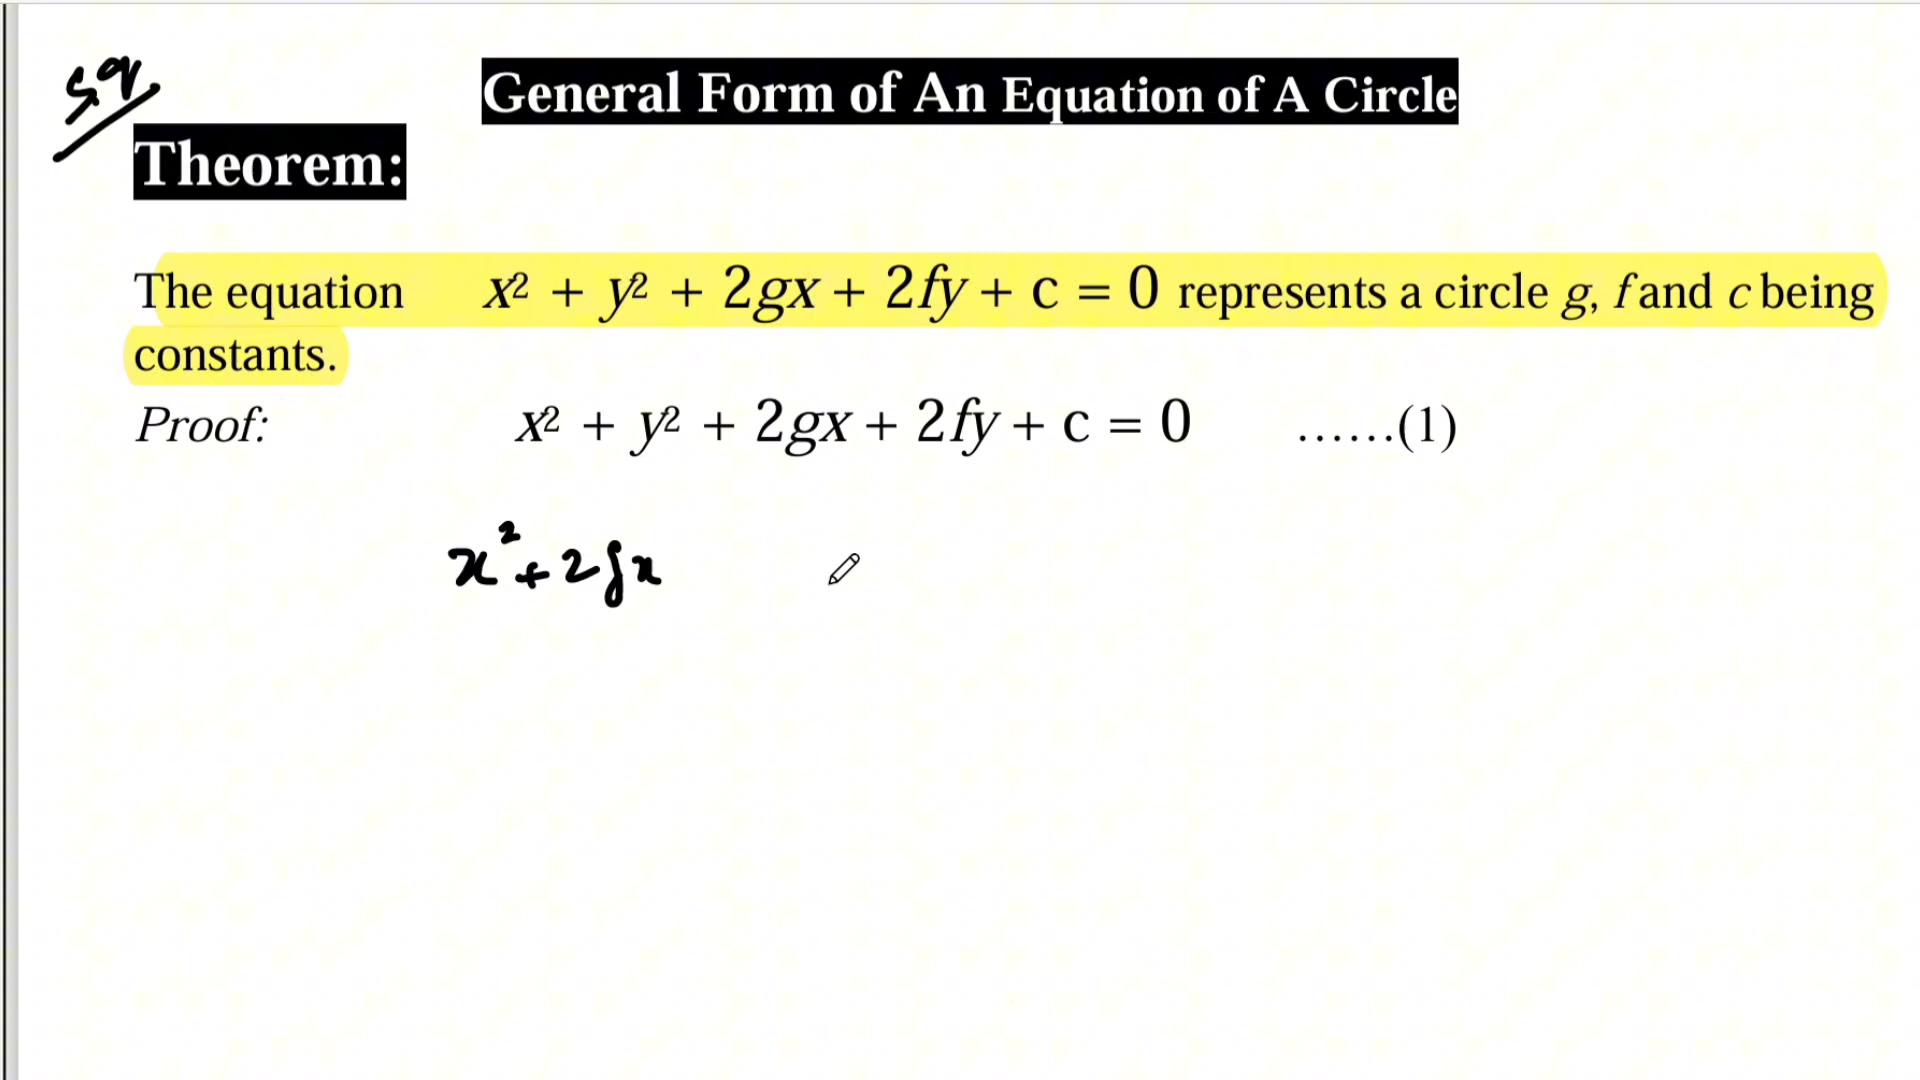 General Form of An Equation of A Circle
Theorem:
The equation x² + y² + 2gx + 2fy + c = 0 represents a circle g, f and c being
constants.
Proof: x² + y² + 2gx + 2fy + c = 0 ......(1)
x² + 2gx